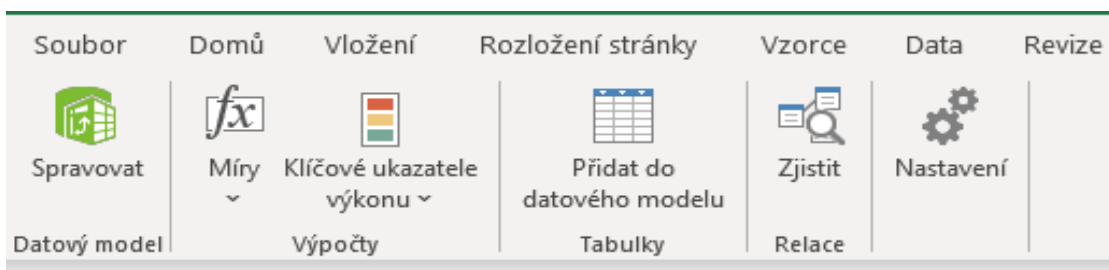 Soubor Domů Vložení Rozložení stránky Vzorce Data Revize
fx
Spravovat Míry Klíčové ukazatele Přidat do Zjistit Nastavení
výkonu datového modelu
Datový model Výpočty Tabulky Relace